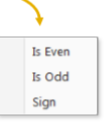 Is Even
Is Odd
Sign